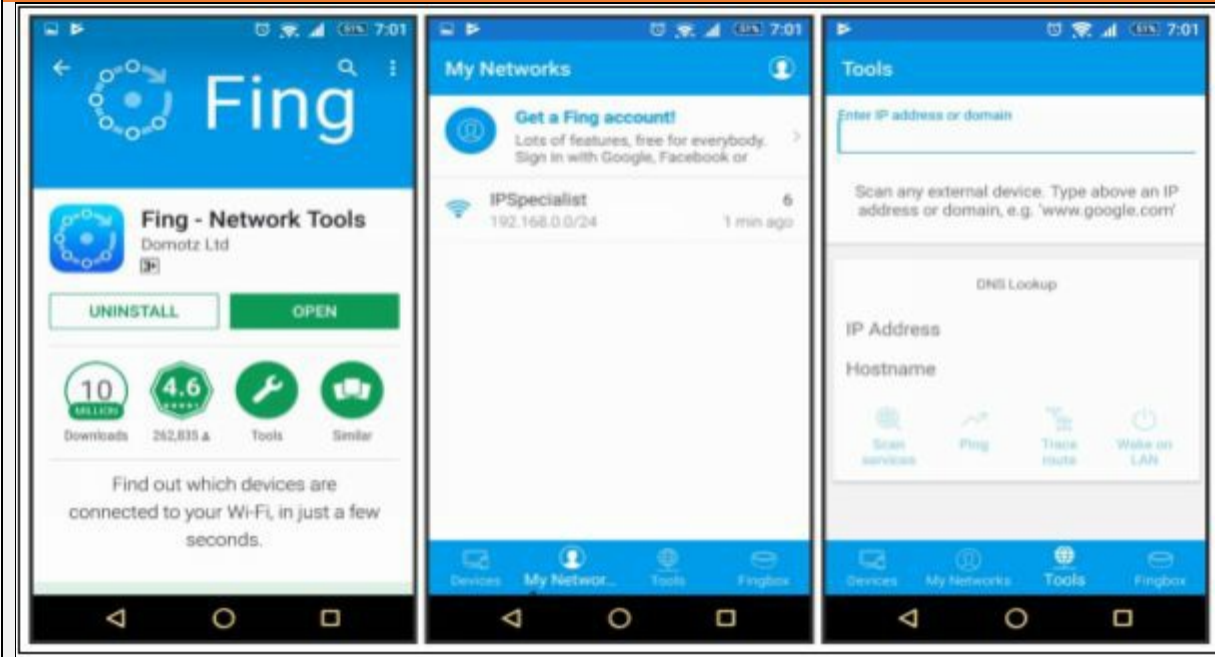 51% 7:01
Fing
Fing - Network Tools
Domotz Ltd
3+
UNINSTALL
OPEN
10
MILLION
4.6
Downloads
262,835
Tools
Similar
Find out which devices are
connected to your Wi-Fi, in just a few
seconds.
51% 7:01
My Networks
Get a Fing account!
Lots of features, free for everybody.
Sign in with Google, Facebook or
IPSpecialist
6
192.168.0.0/24
1 min ago
Devices
My Networ...
Tools
Fingbox
51% 7:01
Tools
Enter IP address or domain
Scan any external device. Type above an IP
address or domain, e.g. 'www.google.com'
DNS Lookup
IP Address
Hostname
Scan
services
Ping
Trace
route
Wake on
LAN
Devices
My Networks
Tools
Fingbox